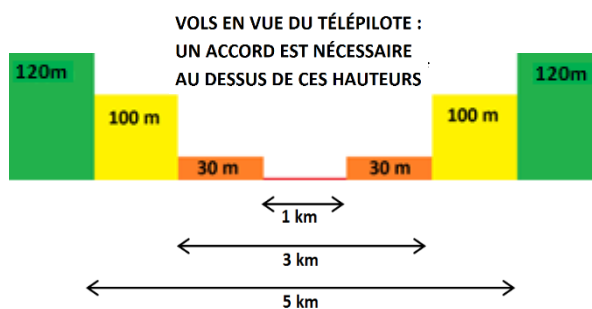 VOLS EN VUE DU TÉLÉPILOTE :
UN ACCORD EST NÉCESSAIRE
AU DESSUS DE CES HAUTEURS
120m
120m
100 m
100 m
30 m
30 m
1 km
3 km
5 km